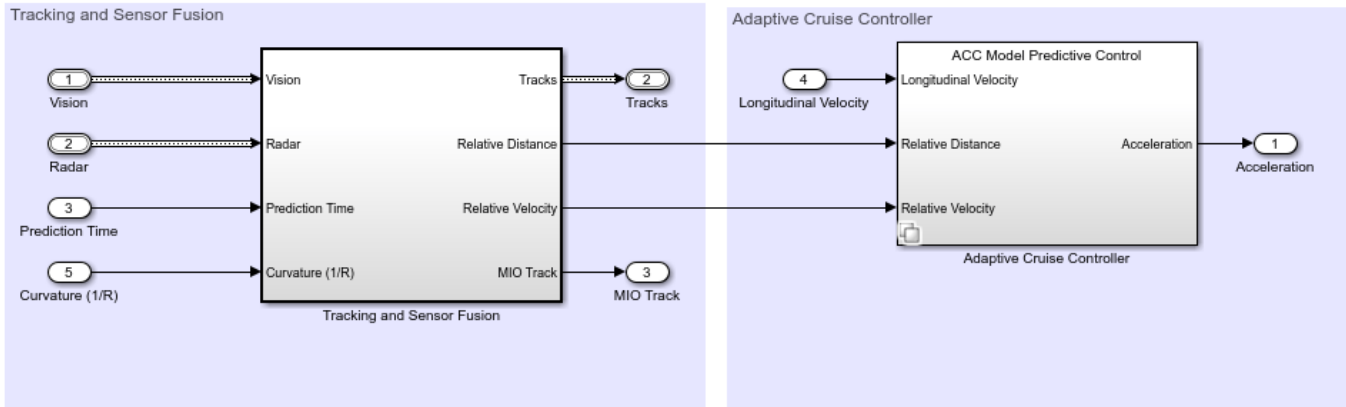 Tracking and Sensor Fusion
1
Vision
2
Radar
3
Prediction Time
5
Curvature (1/R)
Vision
Radar
Prediction Time
Curvature (1/R)
Tracks
Relative Distance
Relative Velocity
MIO Track
Tracking and Sensor Fusion
2
Tracks
3
MIO Track
Adaptive Cruise Controller
4
Longitudinal Velocity
ACC Model Predictive Control
Longitudinal Velocity
Relative Distance
Relative Velocity
Acceleration
Adaptive Cruise Controller
1
Acceleration